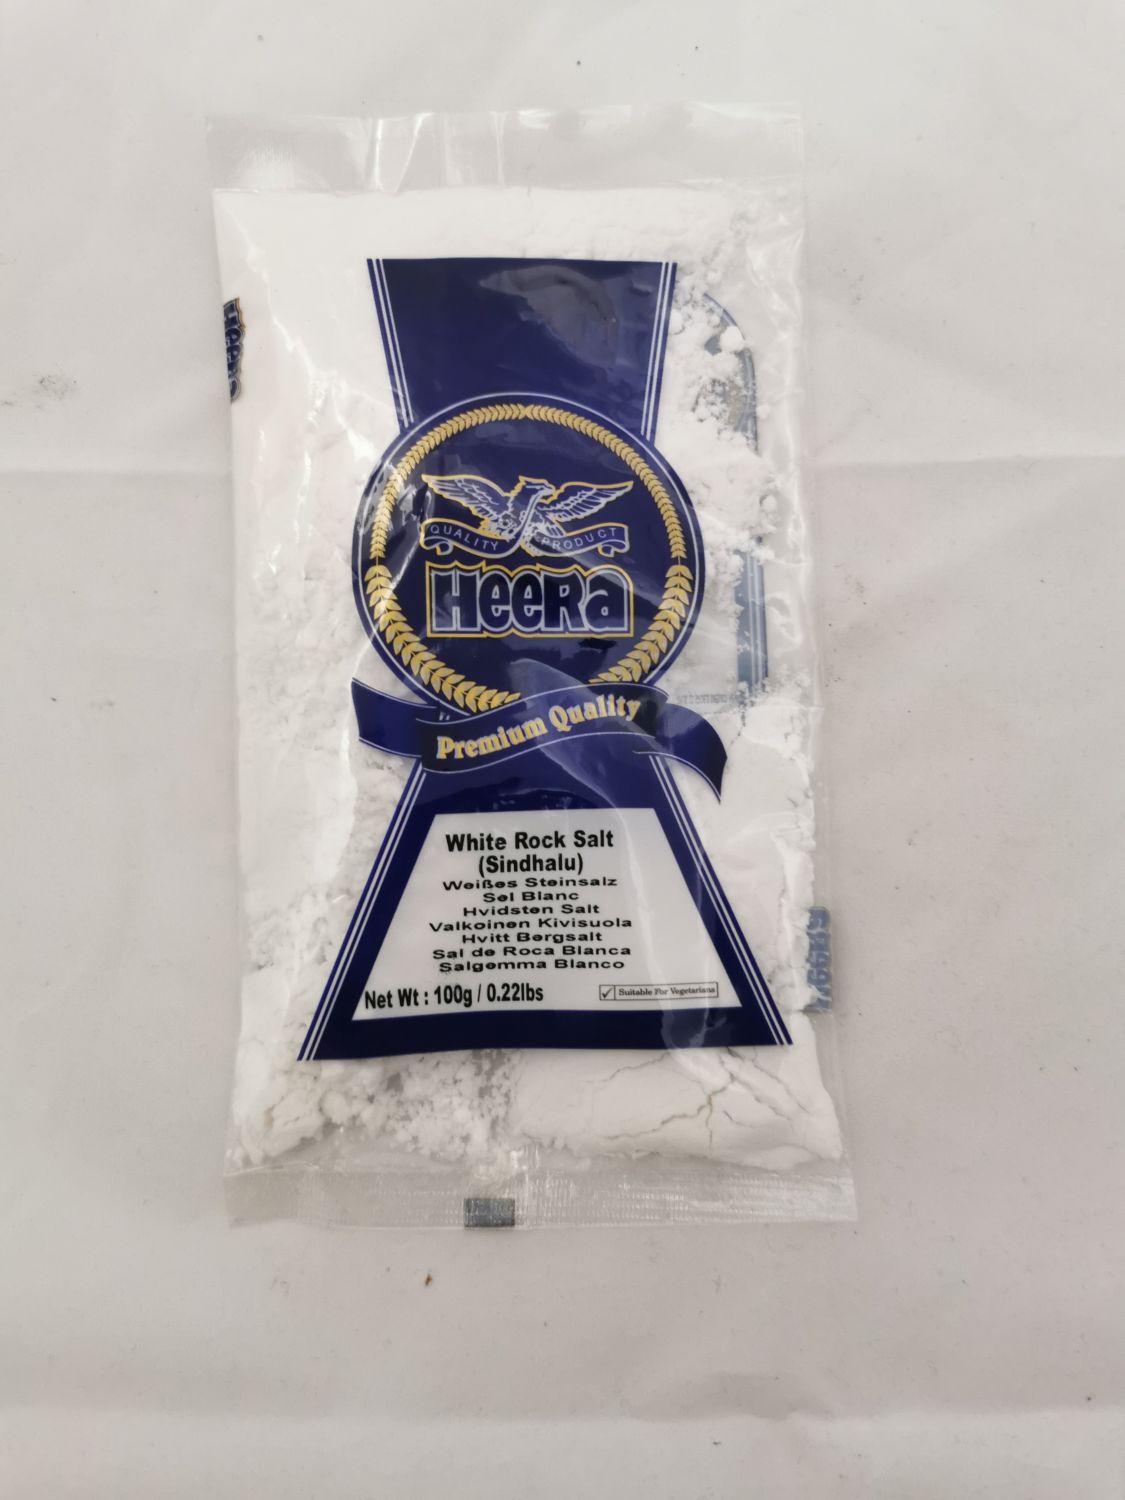 QUALITY PRODUCT
HeeRa
Premium Quality
White Rock Salt
(Sindhalu)
Weißes Steinsalz
Sel Blanc
Hvidsten Salt
Valkoinen Kivisuola
Hvitt Bergsalt
Sal de Roca Blanca
Salgemma Blanco
Net Wt : 100g / 0.22lbs
Suitable For Vegetarians